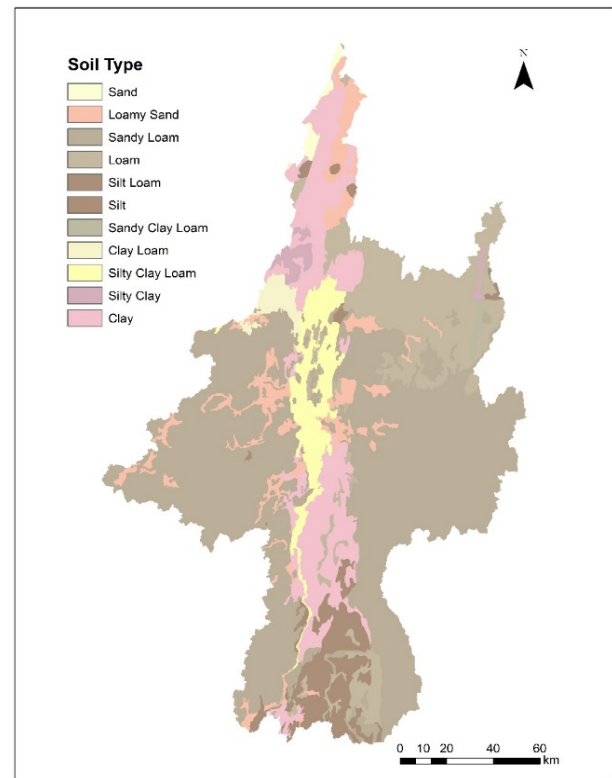 N
Soil Type
Sand
Loamy Sand
Sandy Loam
Loam
Silt Loam
Silt
Sandy Clay Loam
Clay Loam
Silty Clay Loam
Silty Clay
Clay
0 10 20 40 60
km